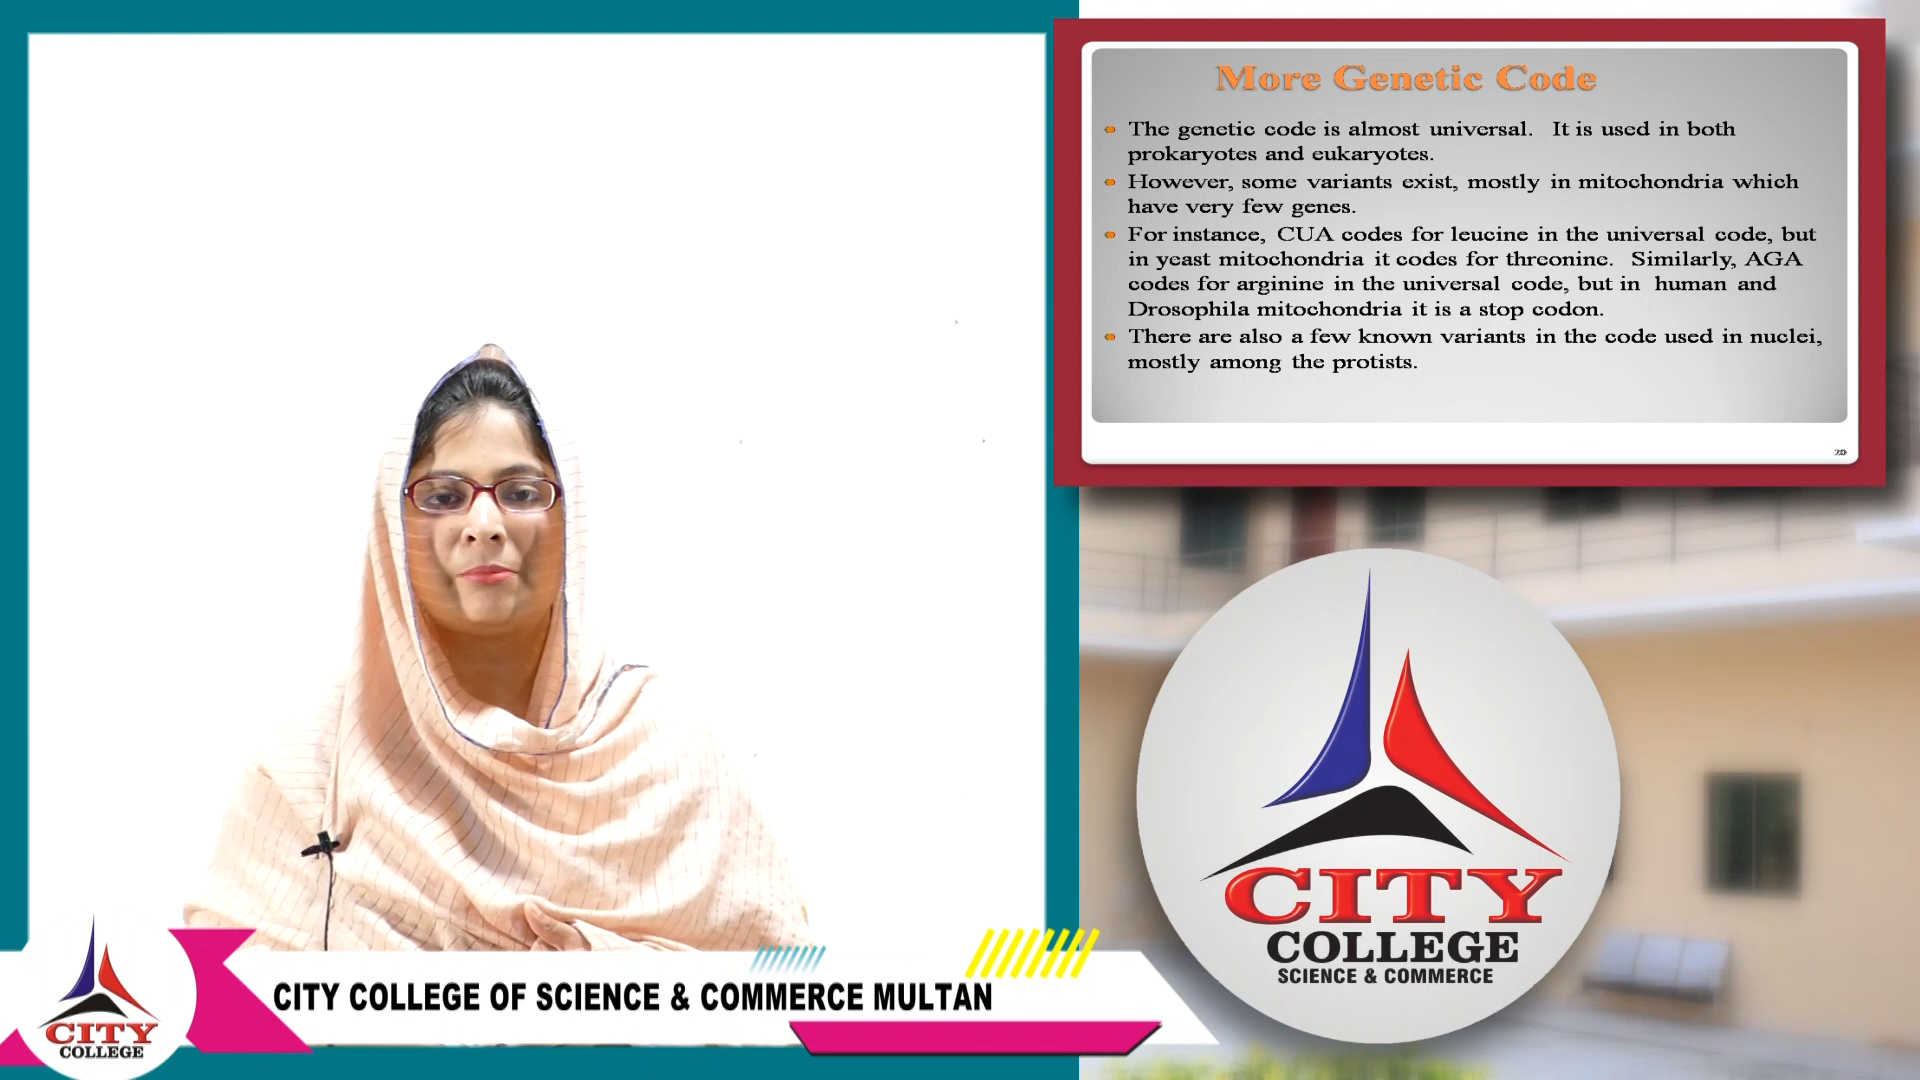 More Genetic Code
The genetic code is almost universal. It is used in both
prokaryotes and eukaryotes.
However, some variants exist, mostly in mitochondria which
have very few genes.
For instance, CUA codes for leucine in the universal code, but
in yeast mitochondria it codes for threonine. Similarly, AGA
codes for arginine in the universal code, but in human and
Drosophila mitochondria it is a stop codon.
There are also a few known variants in the code used in nuclei,
mostly among the protists.
20
CITY
COLLEGE
SCIENCE & COMMERCE
CITY COLLEGE OF SCIENCE & COMMERCE MULTAN
CITY
COLLEGE